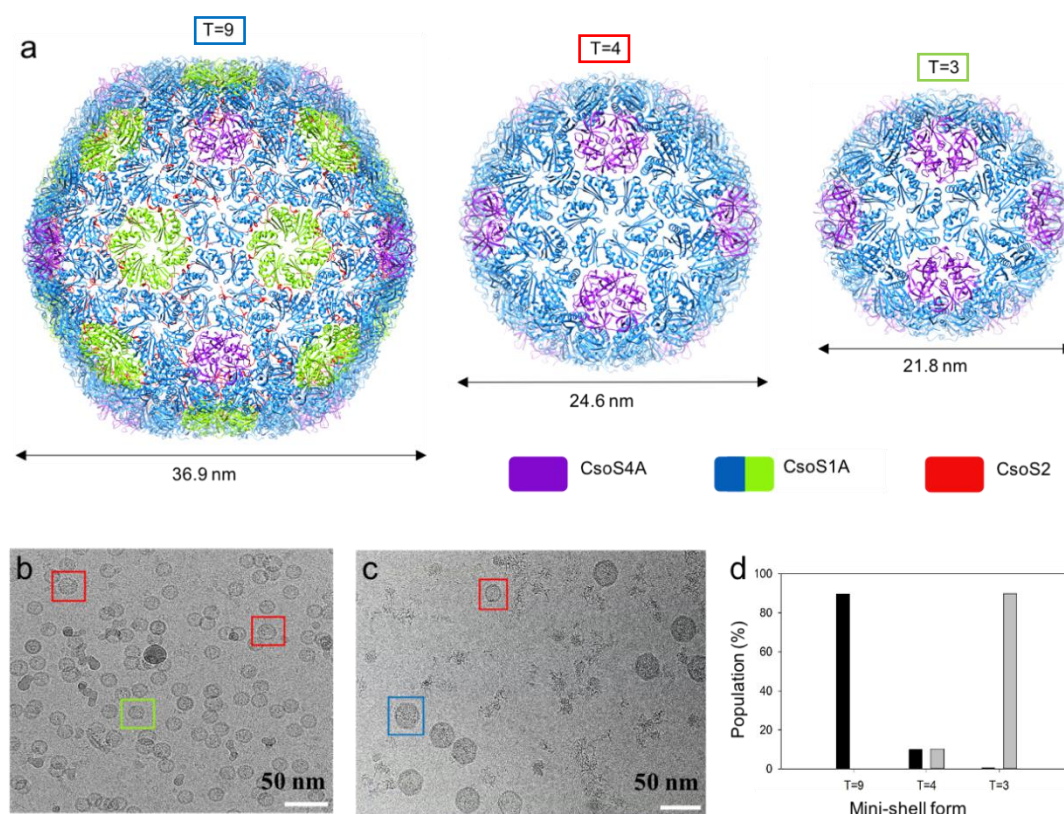 a
T=9
T=4
T=3
36.9 nm
24.6 nm
21.8 nm
CsoS4A
CsoS1A
CsoS2
b
50 nm
c
50 nm
d
Population (%)
100
80
60
40
20
0
T=9
T=4
T=3
Mini-shell form